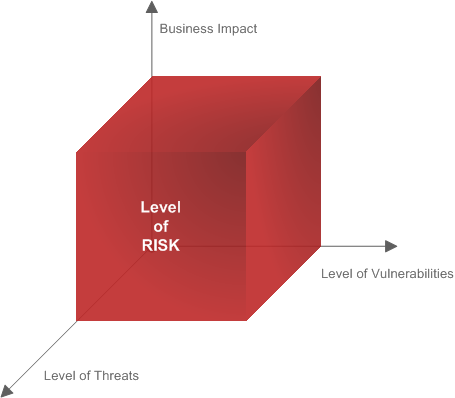 Business Impact
Level
of
RISK
Level of Vulnerabilities
Level of Threats